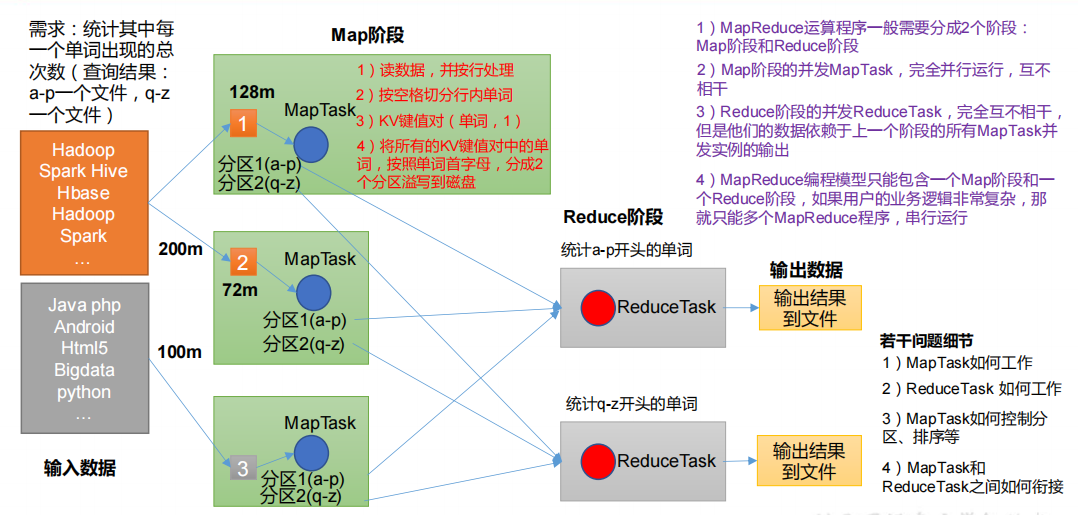 需求：统计其中每
一个单词出现的总
次数（查询结果：
a-p一个文件，q-z
一个文件）
Hadoop
Spark Hive
Hbase
Hadoop
Spark
…
200m
Java php
Android
Html5
Bigdata
python
…
100m
输入数据
Map阶段
128m
1
MapTask
分区1(a-p)
分区2(q-z)
1）读数据，并按行处理
2）按空格切分行内单词
3）KV键值对（单词，1）
4）将所有的KV键值对中的单
词，按照单词首字母，分成2
个分区溢写到磁盘
2
72m
MapTask
分区1(a-p)
分区2(q-z)
3
MapTask
分区1(a-p)
分区2(q-z)
Reduce阶段
统计a-p开头的单词
ReduceTask
统计q-z开头的单词
ReduceTask
输出数据
输出结果
到文件
输出结果
到文件
1）MapReduce运算程序一般需要分成2个阶段：
Map阶段和Reduce阶段
2）Map阶段的并发MapTask，完全并行运行，互不
相干
3）Reduce阶段的并发ReduceTask，完全互不相干，
但是他们的数据依赖于上一个阶段的所有MapTask并
发实例的输出
4）MapReduce编程模型只能包含一个Map阶段和一
个Reduce阶段，如果用户的业务逻辑非常复杂，那
就只能多个MapReduce程序，串行运行
若干问题细节
1）MapTask如何工作
2）ReduceTask 如何工作
3）MapTask如何控制分
区、排序等
4）MapTask和
ReduceTask之间如何衔接